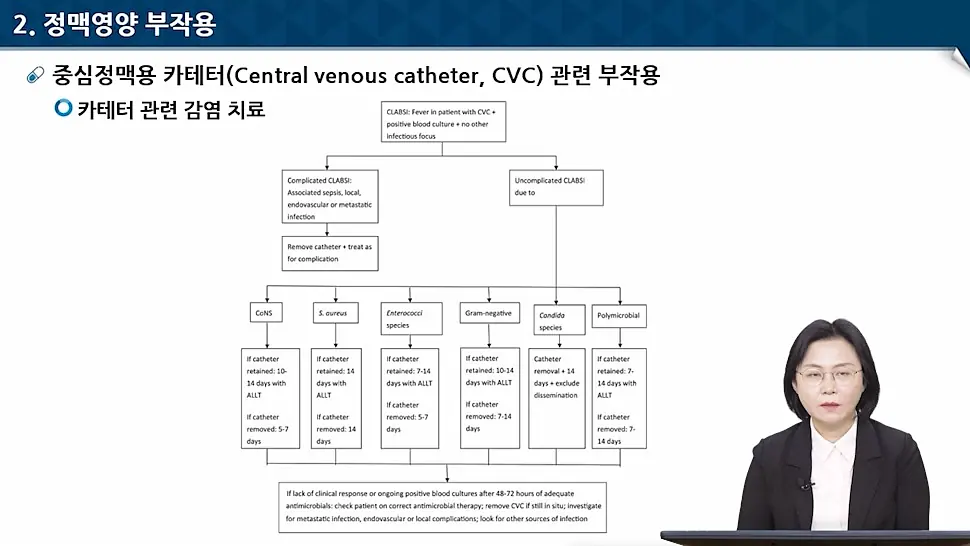 2. 정맥영양 부작용
중심정맥용 카테터(Central venous catheter, CVC) 관련 부작용
카테터 관련 감염 치료
CLABSI: Fever in patient with CVC +
positive blood culture + no other
infectious focus
Complicated CLABSI:
Associated sepsis, local,
endovascular or metastatic
infection
Uncomplicated CLABSI
due to
Remove catheter + treat as
for complication
CoNS
S. aureus
Enterococci
species
Gram-negative
Candida
species
Polymicrobial
If catheter
retained: 10-
14 days with
ALLT
If catheter
removed: 5-7
days
If catheter
retained: 14
days with
ALLT
If catheter
removed: 14
days
If catheter
retained: 7-14
days with ALLT
If catheter
removed: 5-7
days
If catheter
retained: 10-14
days with ALLT
If catheter
removed: 7-14
days
Catheter
removal + 14
days + exclude
dissemination
If catheter
retained: 7-
14 days with
ALLT
If catheter
removed: 7-
14 days
If lack of clinical response or ongoing positive blood cultures after 48-72 hours of adequate
antimicrobials: check patient on correct antimicrobial therapy; remove CVC if still in situ; investigate
for metastatic infection, endovascular or local complications; look for other sources of infection